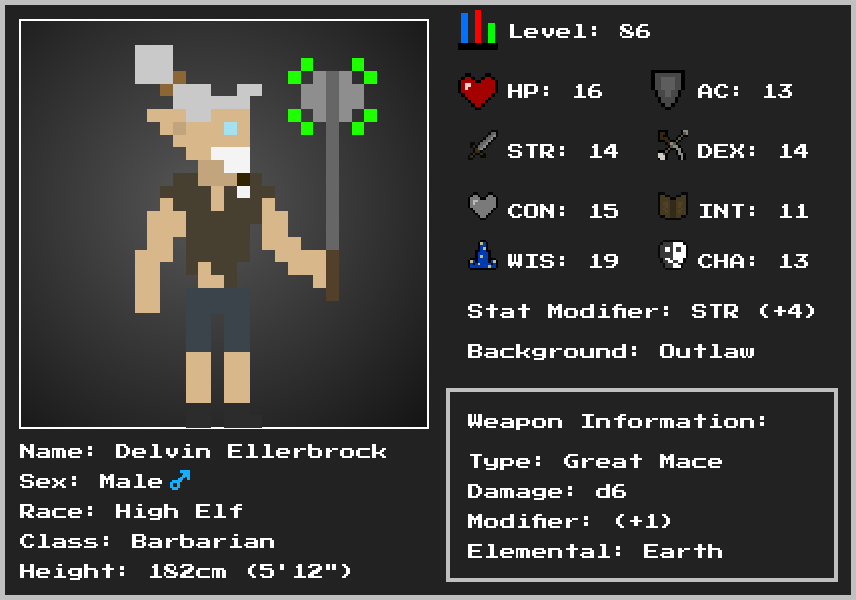 Level: 86
HP: 16 AC: 13
STR: 14 DEX: 14
CON: 15 INT: 11
WIS: 19 CHA: 13
Stat Modifier: STR (+4)
Background: Outlaw
Weapon Information:
Type: Great Mace
Damage: d6
Modifier: (+1)
Elemental: Earth
Name: Delvin Ellerbrock
Sex: Male♂
Race: High Elf
Class: Barbarian
Height: 182cm (5'12")